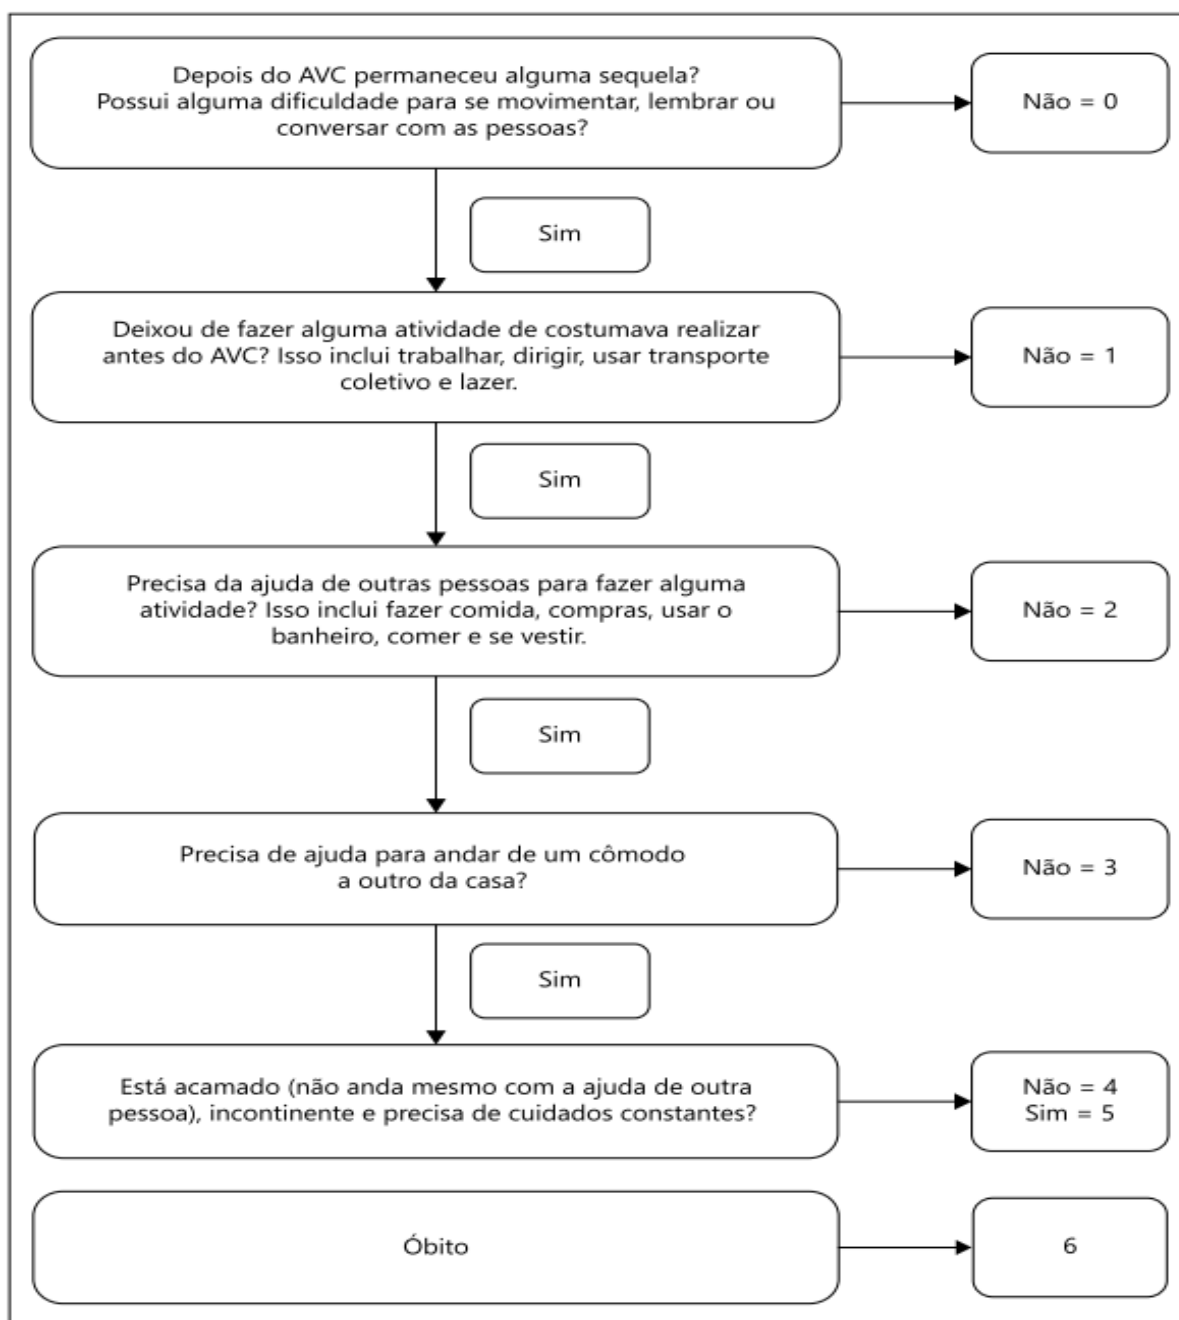 Depois do AVC permaneceu alguma sequela?
Possui alguma dificuldade para se movimentar, lembrar ou
conversar com as pessoas?
Não = 0
Sim
Deixou de fazer alguma atividade de costumava realizar
antes do AVC? Isso inclui trabalhar, dirigir, usar transporte
coletivo e lazer.
Não = 1
Sim
Precisa da ajuda de outras pessoas para fazer alguma
atividade? Isso inclui fazer comida, compras, usar o
banheiro, comer e se vestir.
Não = 2
Sim
Precisa de ajuda para andar de um cômodo
a outro da casa?
Não = 3
Sim
Está acamado (não anda mesmo com a ajuda de outra
pessoa), incontinente e precisa de cuidados constantes?
Não = 4
Sim = 5
Óbito
6